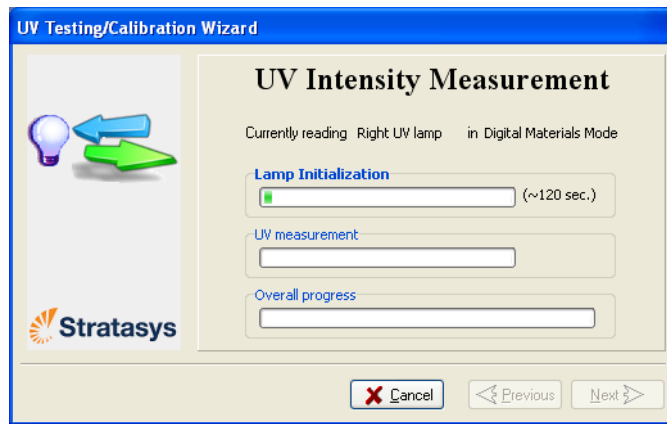 UV Testing/Calibration Wizard
UV Intensity Measurement
Currently reading Right UV lamp in Digital Materials Mode
Lamp Initialization
(~120 sec.)
UV measurement
Overall progress
Stratasys
Cancel
Previous
Next